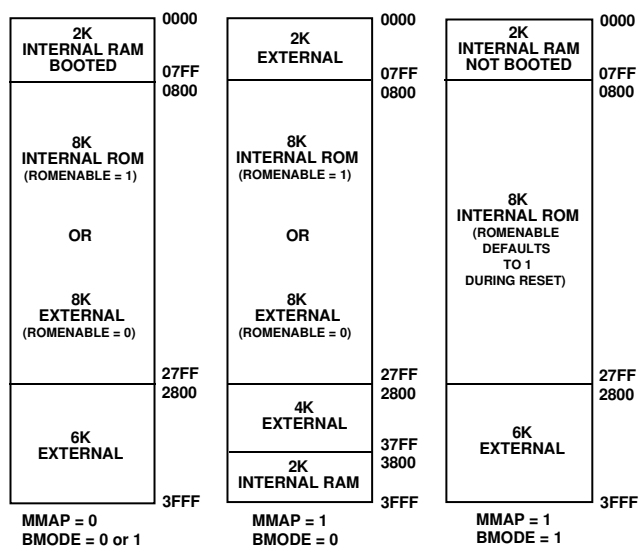 0000
2K
INTERNAL RAM
BOOTED
07FF
0800
8K
INTERNAL ROM
(ROMENABLE = 1)
OR
8K
EXTERNAL
(ROMENABLE = 0)
27FF
2800
6K
EXTERNAL
3FFF
MMAP = 0
BMODE = 0 or 1
0000
2K
EXTERNAL
07FF
0800
8K
INTERNAL ROM
(ROMENABLE = 1)
OR
8K
EXTERNAL
(ROMENABLE = 0)
27FF
2800
4K
EXTERNAL
37FF
3800
2K
INTERNAL RAM
3FFF
MMAP = 1
BMODE = 0
0000
2K
INTERNAL RAM
NOT BOOTED
07FF
0800
8K
INTERNAL ROM
(ROMENABLE
DEFAULTS
TO 1
DURING RESET)
27FF
2800
6K
EXTERNAL
3FFF
MMAP = 1
BMODE = 1